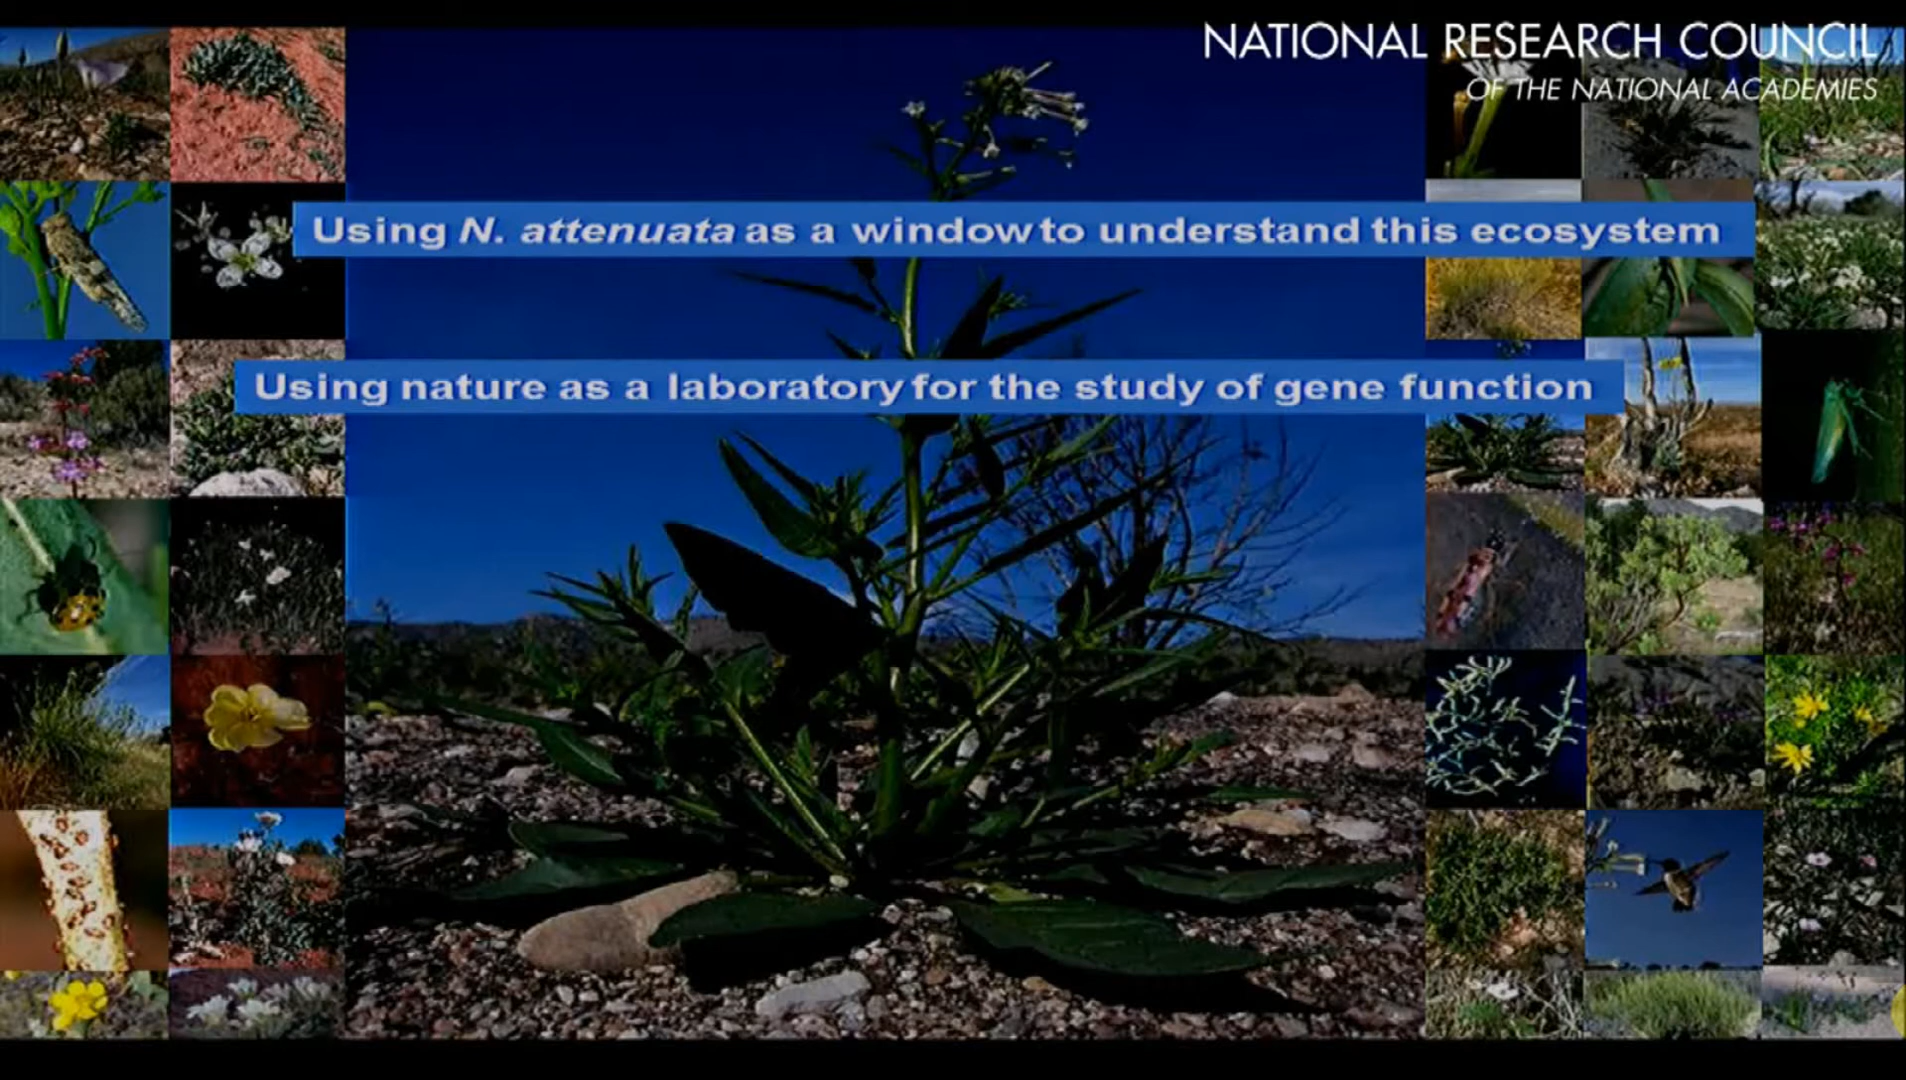 NATIONAL RESEARCH COUNCIL
OF THE NATIONAL ACADEMIES
Using N. attenuata as a window to understand this ecosystem
Using nature as a laboratory for the study of gene function